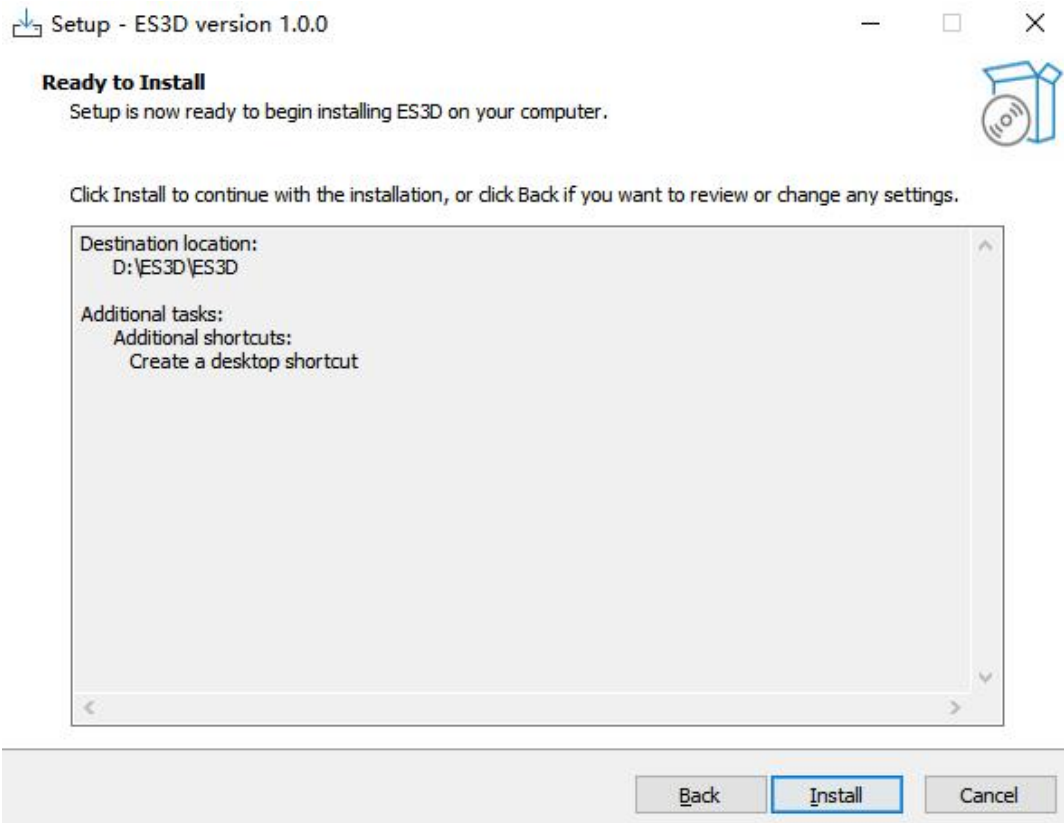 Setup - ES3D version 1.0.0
Ready to Install
Setup is now ready to begin installing ES3D on your computer.
Click Install to continue with the installation, or click Back if you want to review or change any settings.
Destination location:
D:\ES3D\ES3D
Additional tasks:
Additional shortcuts:
Create a desktop shortcut
Back
Install
Cancel